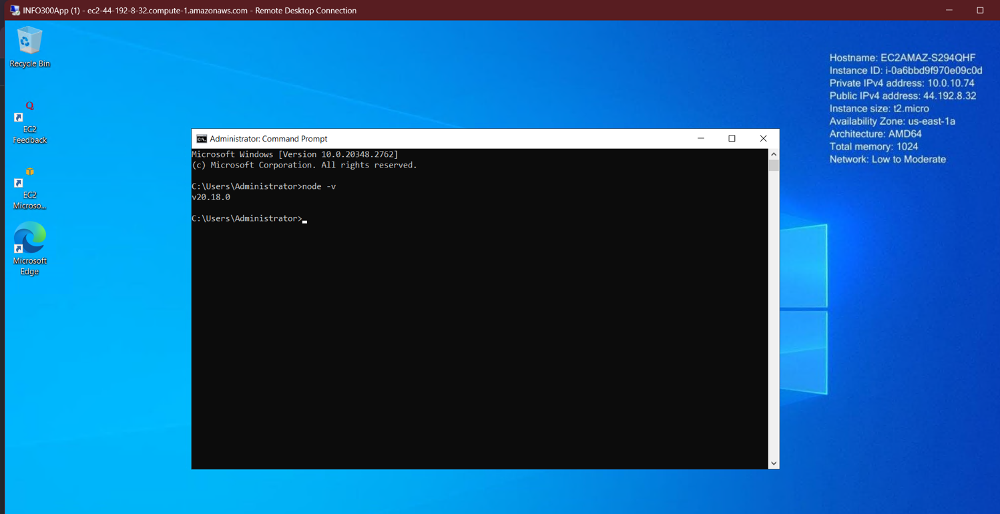 INFO300App (1) - ec2-44-192-8-32.compute-1.amazonaws.com - Remote Desktop Connection
Recycle Bin
EC2
Feedback
EC2
Microso...
Microsoft
Edge
Hostname: EC2AMAZ-S294QHF
Instance ID: i-0a6bbd9f970e09c0d
Private IPv4 address: 10.0.10.74
Public IPv4 address: 44.192.8.32
Instance size: t2.micro
Availability Zone: us-east-1a
Architecture: AMD64
Total memory: 1024
Network: Low to Moderate
Administrator: Command Prompt
Microsoft Windows [Version 10.0.20348.2762]
(c) Microsoft Corporation. All rights reserved.
C:\Users\Administrator>node -v
v20.18.0
C:\Users\Administrator>